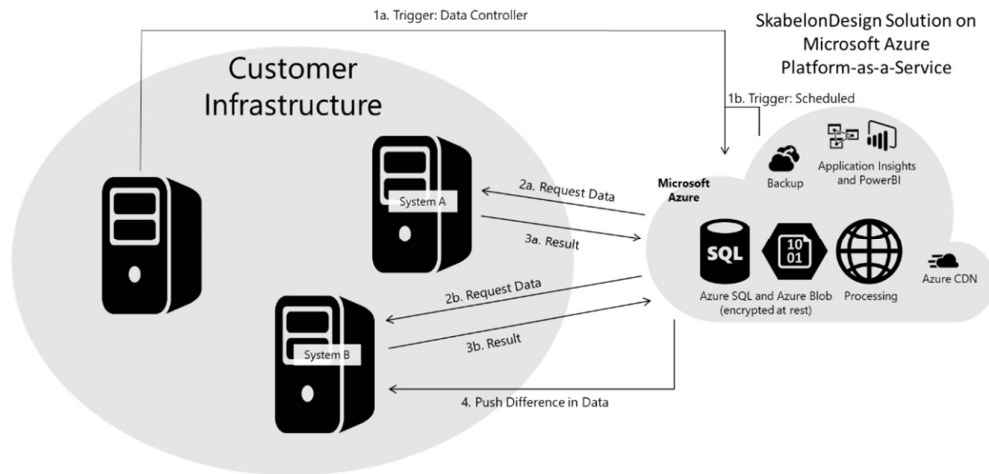 1a. Trigger: Data Controller
SkabelonDesign Solution on
Microsoft Azure
Platform-as-a-Service
Customer
Infrastructure
1b. Trigger: Scheduled
Application Insights
and PowerBI
Backup
Microsoft
Azure
2a. Request Data
System A
3a. Result
SQL
10
01
Azure SQL and Azure Blob
(encrypted at rest)
Processing
Azure CDN
2b. Request Data
3b. Result
System B
4. Push Difference in Data